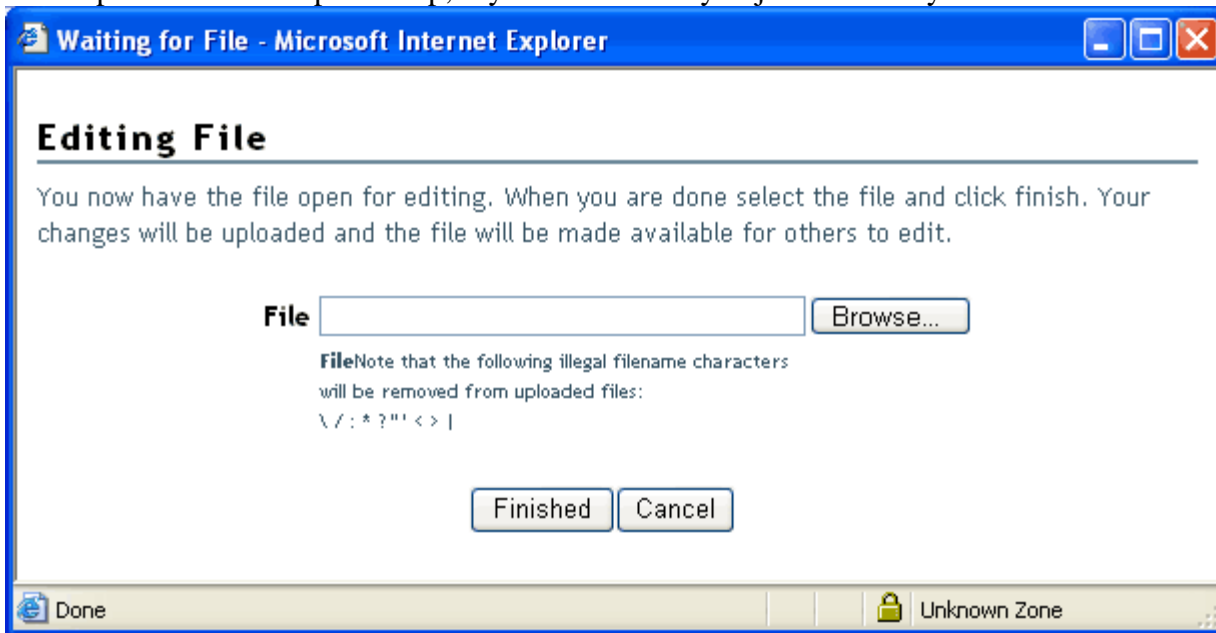 Waiting for File - Microsoft Internet Explorer
Editing File
You now have the file open for editing. When you are done select the file and click finish. Your
changes will be uploaded and the file will be made available for others to edit.
File
Browse...
FileNote that the following illegal filename characters
will be removed from uploaded files:
\ / : * ? " ' < > |
Finished Cancel
Done Unknown Zone